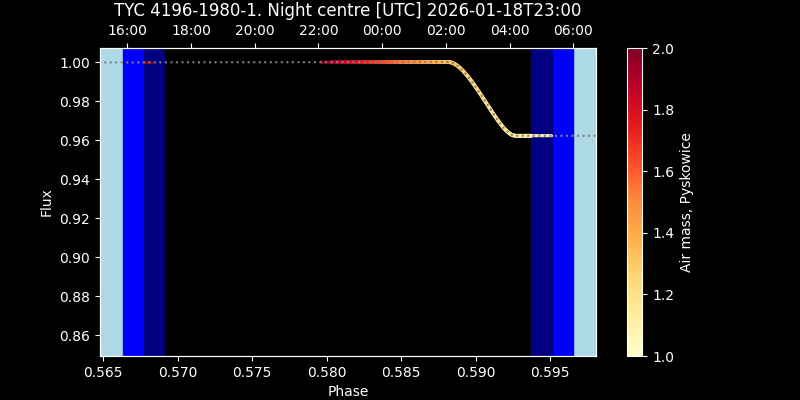 TYC 4196-1980-1. Night centre [UTC] 2026-01-18T23:00
16:00 18:00 20:00 22:00 00:00 02:00 04:00 06:00
1.00
0.98
0.96
0.94
0.92
0.90
0.88
0.86
Flux
0.565 0.570 0.575 0.580 0.585 0.590 0.595
Phase
2.0
1.8
1.6
1.4
1.2
1.0
Air mass, Pyskowice